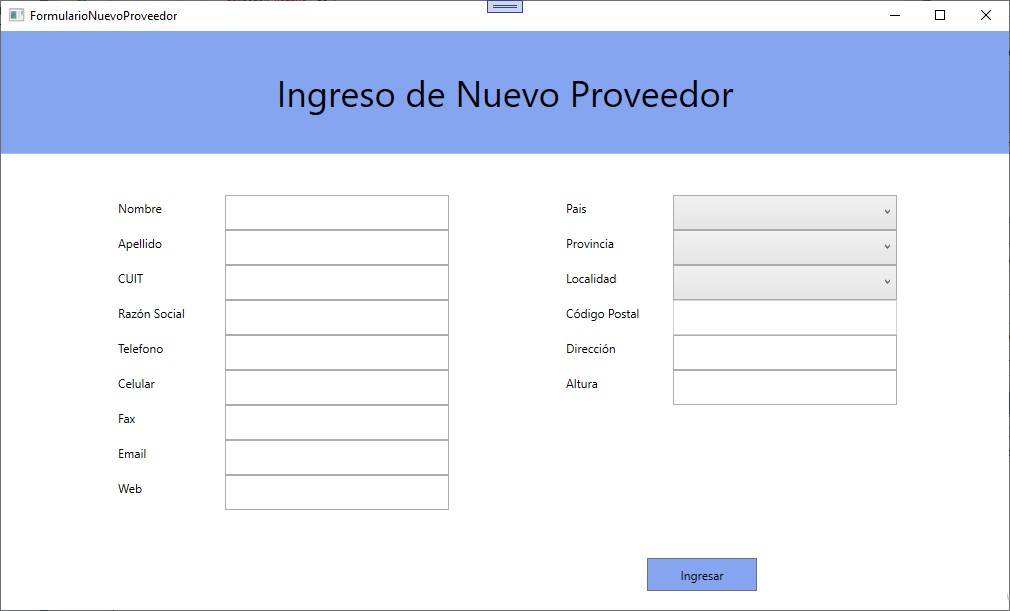 FormularioNuevoProveedor
Ingreso de Nuevo Proveedor
Nombre
Apellido
CUIT
Razón Social
Telefono
Celular
Fax
Email
Web
Pais
Provincia
Localidad
Código Postal
Dirección
Altura
Ingresar